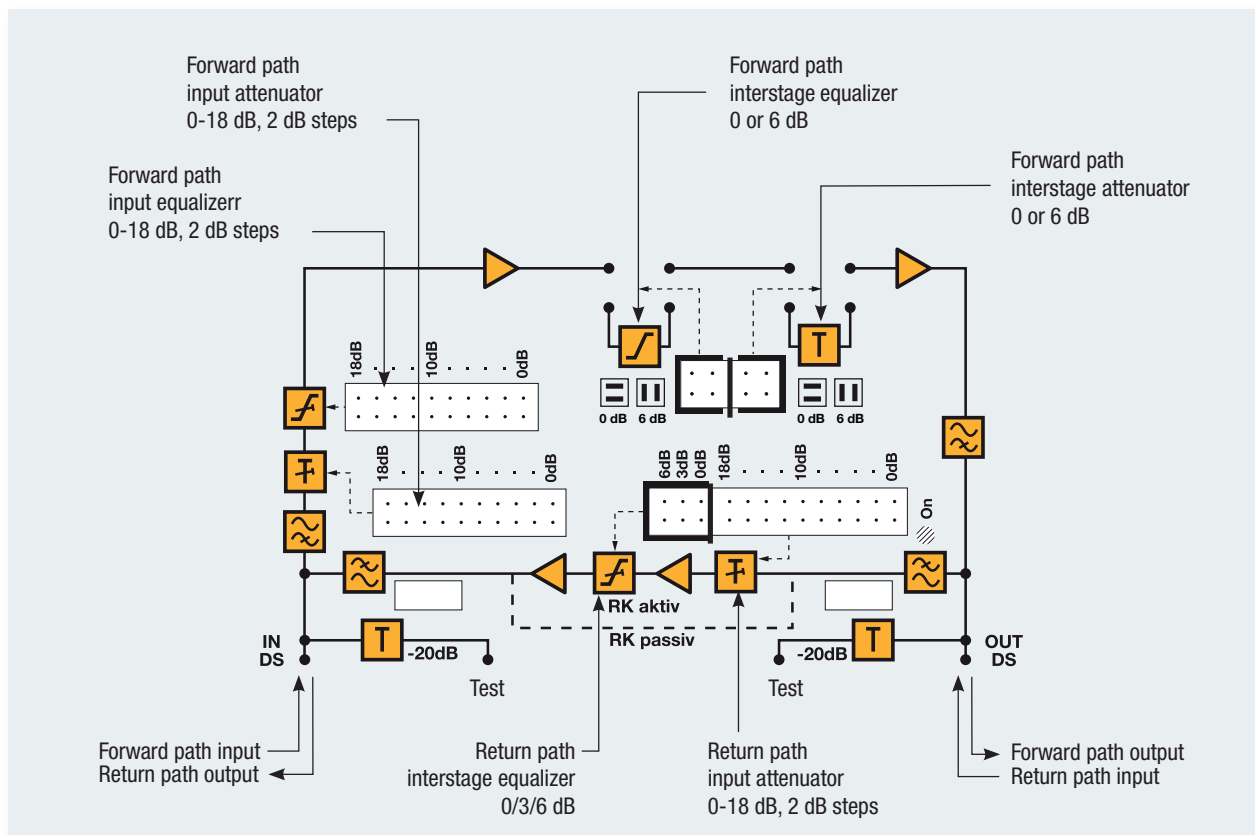 Forward path
input attenuator
0-18 dB, 2 dB steps
Forward path
interstage equalizer
0 or 6 dB
Forward path
interstage attenuator
0 or 6 dB
Forward path
input equalizerr
0-18 dB, 2 dB steps
18dB . . . 10dB . . . . 0dB
T
0 dB
6 dB
0 dB
6 dB
T
18dB . . . 10dB . . . . 0dB
6dB
3dB
0dB
18dB . . . 10dB . . . . 0dB
On
T
RK aktiv
RK passiv
IN
DS
T
-20dB
Test
-20dB
T
Test
OUT
DS
Forward path input
Return path output
Return path
interstage equalizer
0/3/6 dB
Return path
input attenuator
0-18 dB, 2 dB steps
Forward path output
Return path input